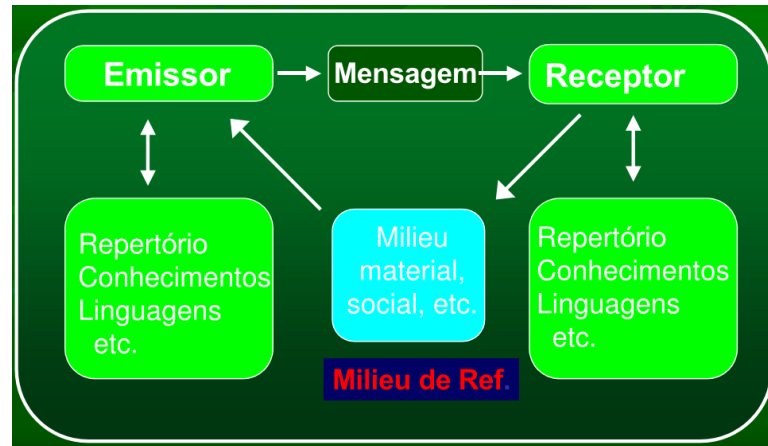 Emissor
Mensagem
Receptor
Repertório
Conhecimentos
Linguagens
etc.
Milieu
material,
social, etc.
Repertório
Conhecimentos
Linguagens
etc.
Milieu de Ref.